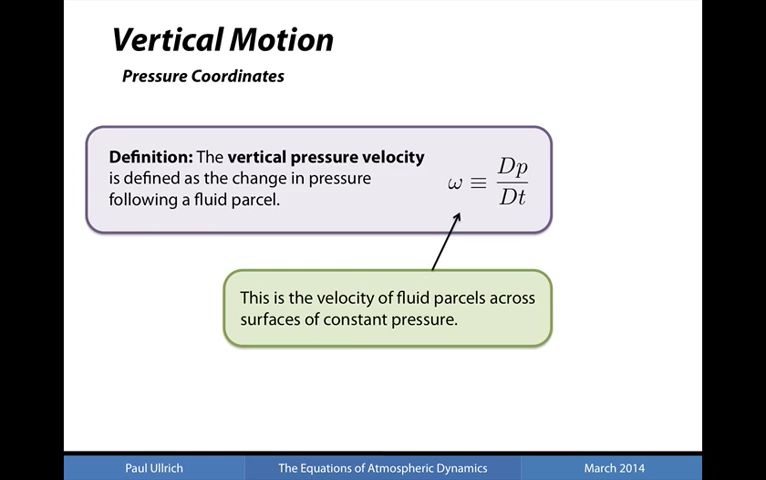 Vertical Motion
Pressure Coordinates
Definition: The vertical pressure velocity
is defined as the change in pressure
following a fluid parcel.
ω ≡ Dp/Dt
This is the velocity of fluid parcels across
surfaces of constant pressure.
Paul Ullrich
The Equations of Atmospheric Dynamics
March 2014